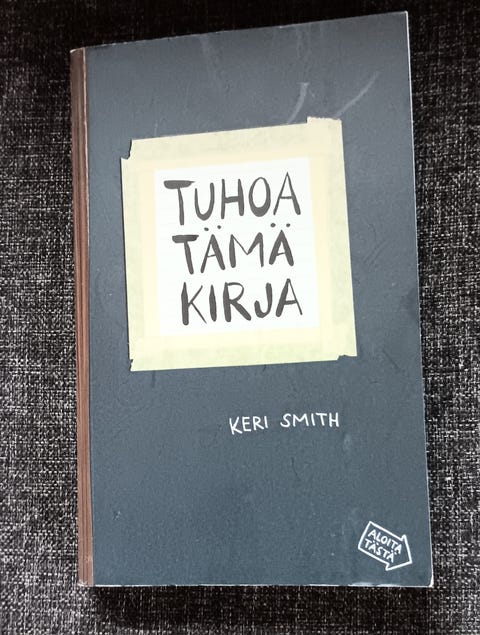 TUHOA
TÄMÄ
KIRJA
KERI SMITH
ALOITA
TÄSTÄ